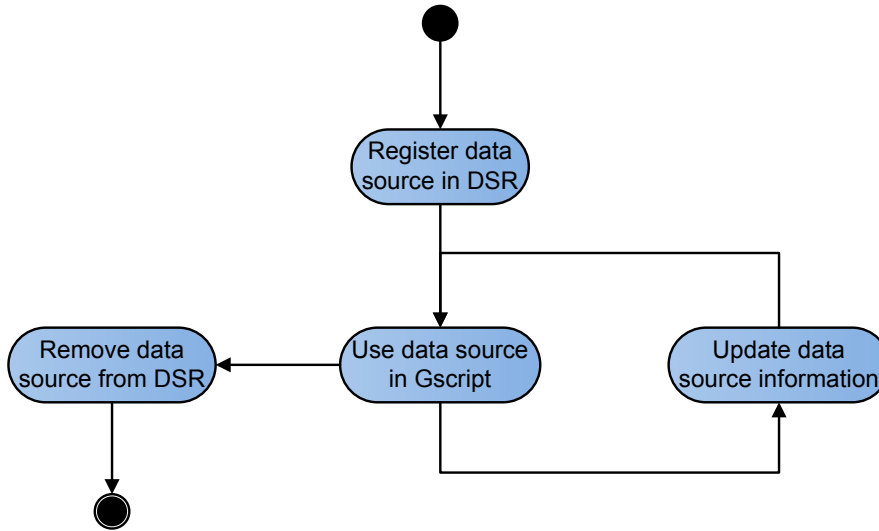 Register data
source in DSR
Remove data
source from DSR
Use data source
in Gscript
Update data
source information